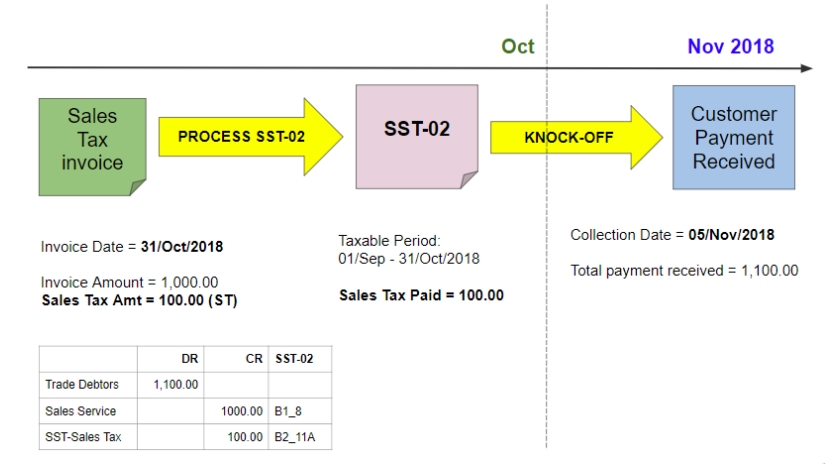 Oct
Nov 2018
Sales
Tax
invoice
PROCESS SST-02
SST-02
KNOCK-OFF
Customer
Payment
Received
Invoice Date = 31/Oct/2018
Invoice Amount = 1,000.00
Sales Tax Amt = 100.00 (ST)
Taxable Period:
01/Sep - 31/Oct/2018
Sales Tax Paid = 100.00
Collection Date = 05/Nov/2018
Total payment received = 1,100.00
DR CR SST-02
Trade Debtors 1,100.00
Sales Service 1000.00 B1_8
SST-Sales Tax 100.00 B2_11A